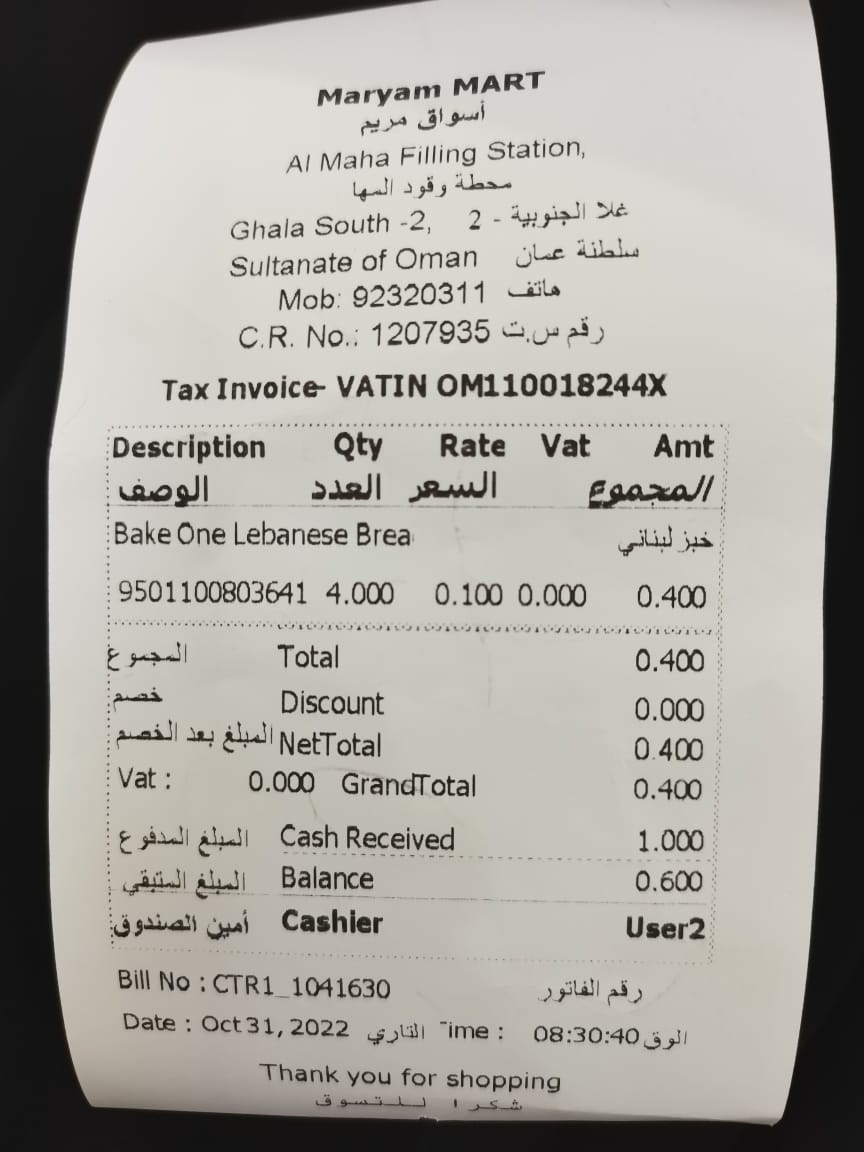 Maryam MART
أسواق مريم
Al Maha Filling Station,
محطة وقود المها
Ghala South -2, غلا الجنوبية - 2
Sultanate of Oman سلطنة عمان
Mob: 92320311 هاتف
C.R. No.: 1207935 رقم س.ت
Tax Invoice- VATIN OM110018244X
Description Qty Rate Vat Amt
الوصف العدد السعر المجموع
Bake One Lebanese Brea خبز لبناني
9501100803641 4.000 0.100 0.000 0.400
المجموع Total 0.400
خصم Discount 0.000
المبلغ بعد الخصم NetTotal 0.400
Vat : 0.000 GrandTotal 0.400
المبلغ المدفوع Cash Received 1.000
المبلغ المتبقي Balance 0.600
أمين الصندوق Cashier User2
Bill No : CTR1_1041630 رقم الفاتور
Date : Oct 31, 2022 التاري ime : 08:30:40 الوق
Thank you for shopping
شكرا للتسوق